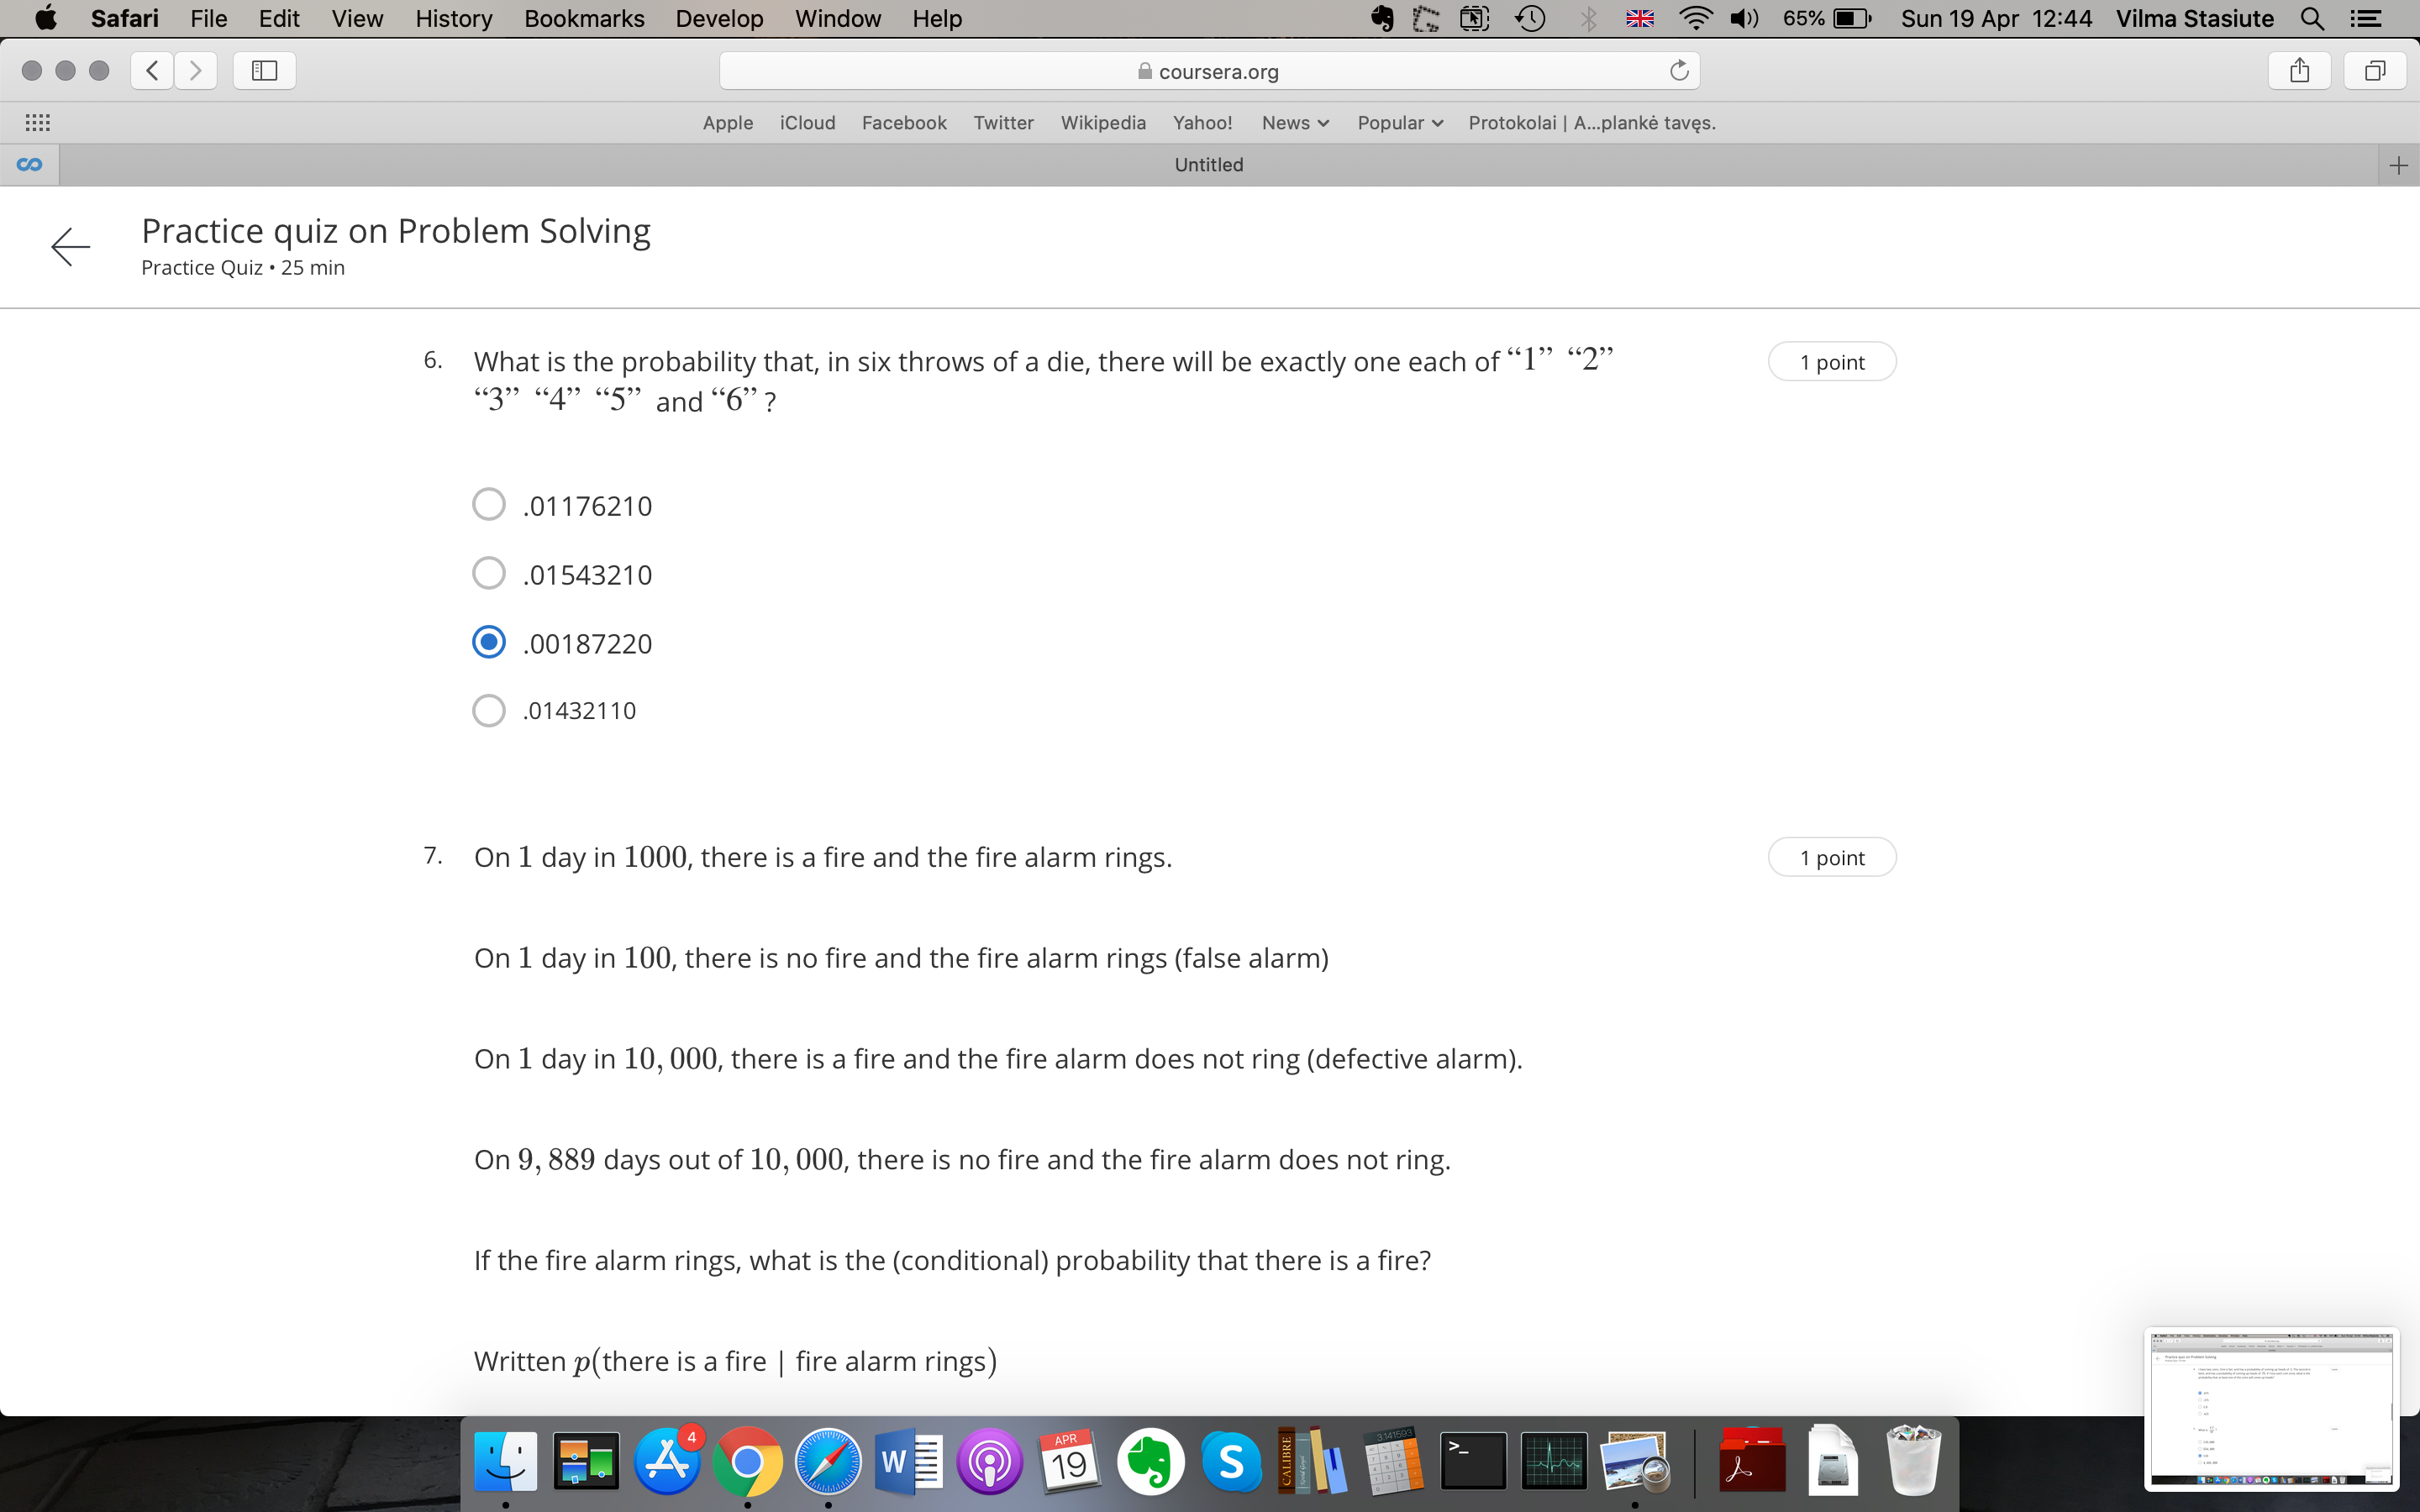 Safari File Edit View History Bookmarks Develop Window Help 65% Sun 19 Apr 12:44 Vilma Stasiute
coursera.org
Apple iCloud Facebook Twitter Wikipedia Yahoo! News Popular Protokolai | A...plankė tavęs.
Untitled
Practice quiz on Problem Solving
Practice Quiz • 25 min
6. What is the probability that, in six throws of a die, there will be exactly one each of “1” “2” 1 point
“3” “4” “5” and “6” ?
.01176210
.01543210
.00187220
.01432110
7. On 1 day in 1000, there is a fire and the fire alarm rings. 1 point
On 1 day in 100, there is no fire and the fire alarm rings (false alarm)
On 1 day in 10, 000, there is a fire and the fire alarm does not ring (defective alarm).
On 9, 889 days out of 10, 000, there is no fire and the fire alarm does not ring.
If the fire alarm rings, what is the (conditional) probability that there is a fire?
Written p(there is a fire | fire alarm rings)
4
W
APR
19
S
CALIBRE
3.141593
>_